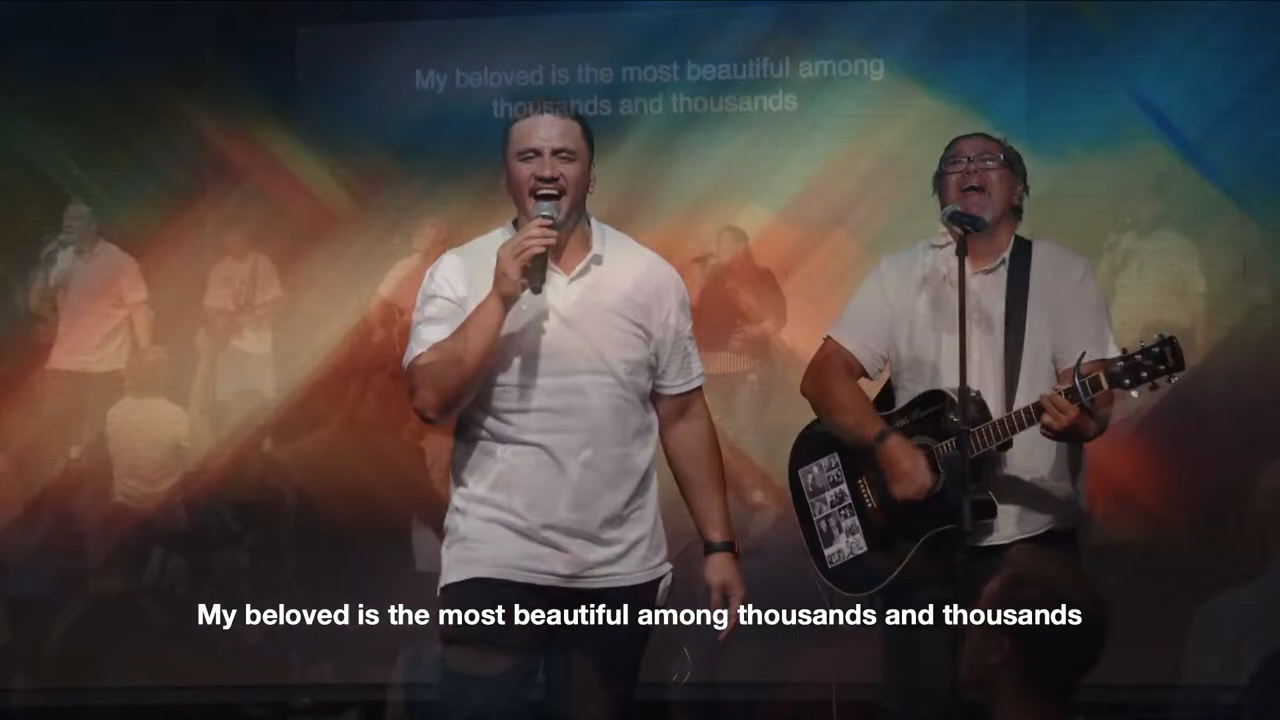 My beloved is the most beautiful among
thousands and thousands
My beloved is the most beautiful among thousands and thousands